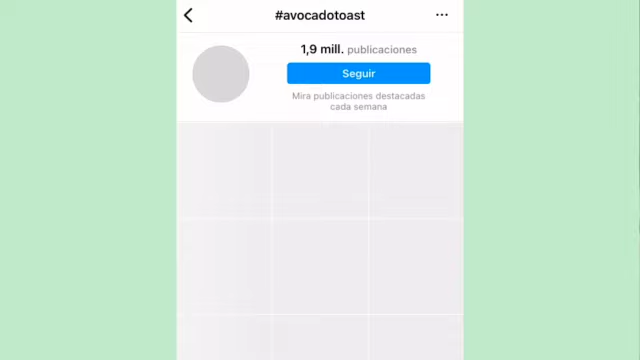 #avocadotoast
1,9 mill. publicaciones
Seguir
Mira publicaciones destacadas
cada semana